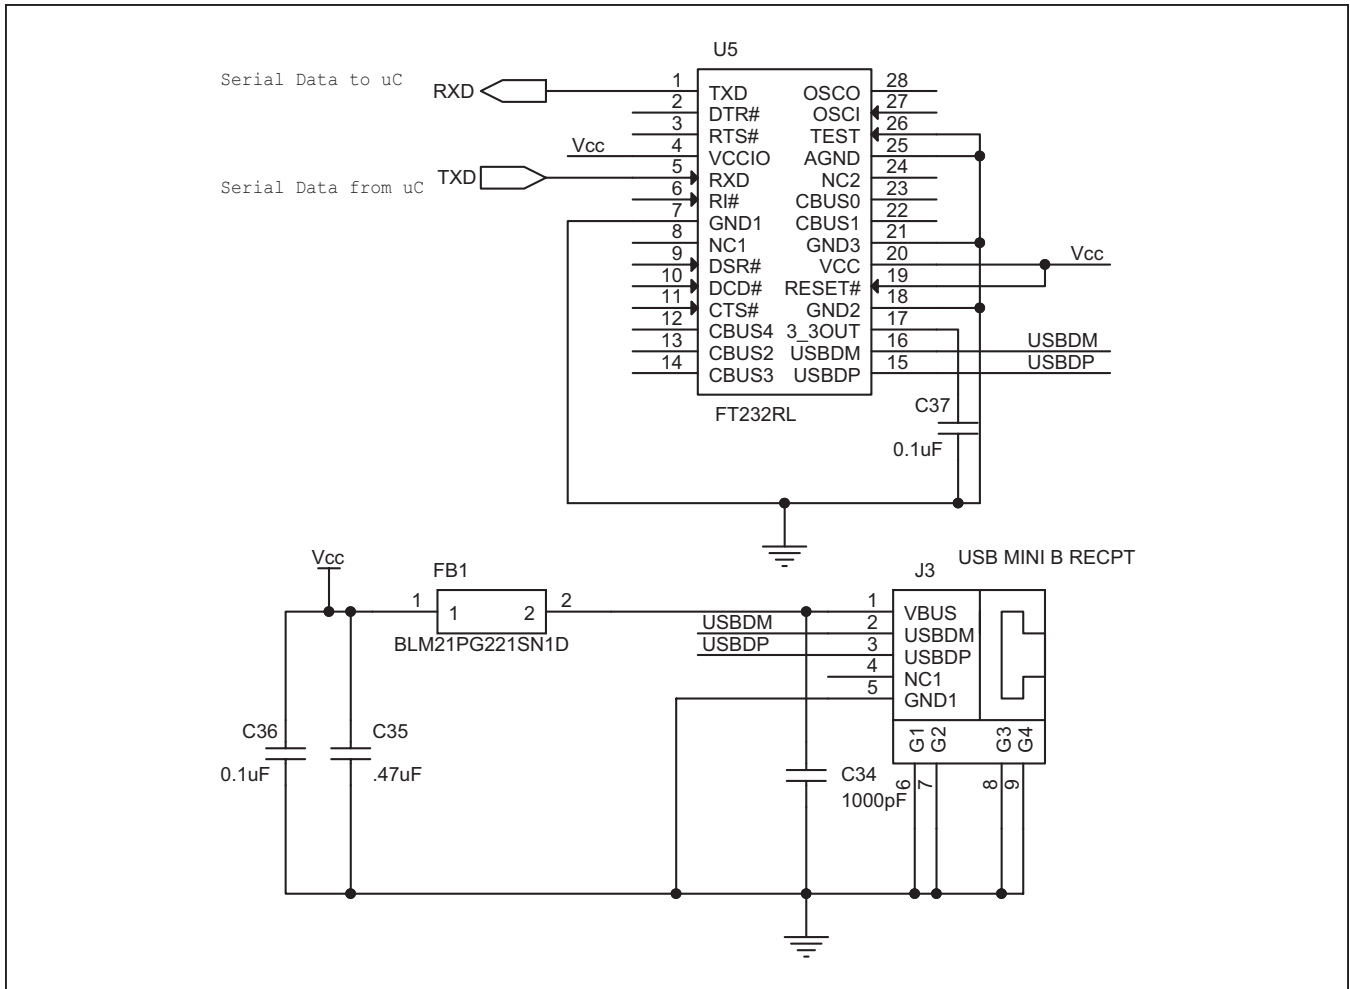 U5
Serial Data to uC
RXD
1 TXD OSCO 28
2 DTR# OSCI 27
3 RTS# TEST 26
Vcc 4 VCCIO AGND 25
Serial Data from uC
TXD 5 RXD NC2 24
6 RI# CBUS0 23
7 GND1 CBUS1 22
8 NC1 GND3 21
9 DSR# VCC 20 Vcc
10 DCD# RESET# 19
11 CTS# GND2 18
12 CBUS4 3_3OUT 17
13 CBUS2 USBDM 16 USBDM
14 CBUS3 USBDP 15 USBDP
FT232RL
C37
0.1uF
Vcc
FB1
1 1 2 2
BLM21PG221SN1D
J3
USB MINI B RECPT
1 VBUS
USBDM 2 USBDM
USBDP 3 USBDP
4 NC1
5 GND1
G1 G2 G3 G4
6 7 8 9
C36
0.1uF
C35
.47uF
C34
1000pF